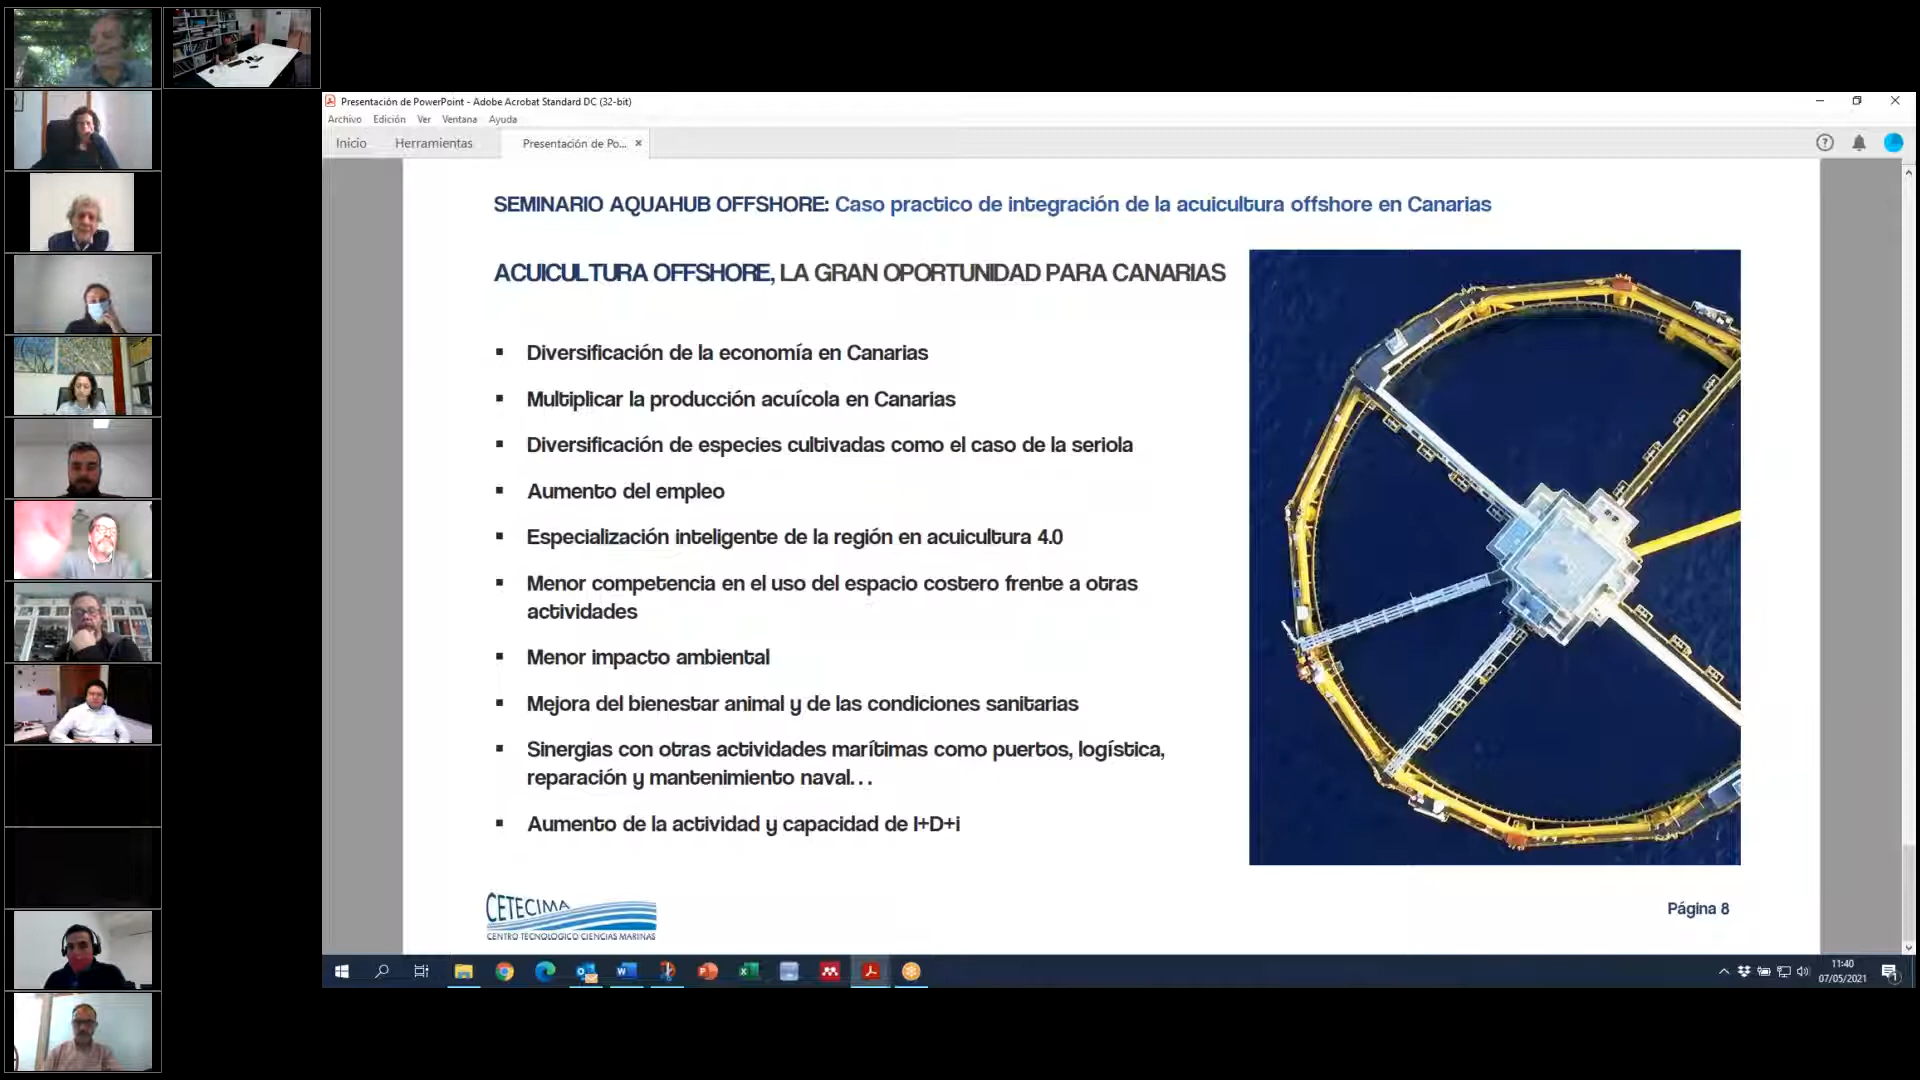 Presentación de PowerPoint - Adobe Acrobat Standard DC (32-bit)
Archivo Edición Ver Ventana Ayuda
Inicio Herramientas Presentación de Po... ×
SEMINARIO AQUAHUB OFFSHORE: Caso practico de integración de la acuicultura offshore en Canarias
ACUICULTURA OFFSHORE, LA GRAN OPORTUNIDAD PARA CANARIAS
▪ Diversificación de la economía en Canarias
▪ Multiplicar la producción acuícola en Canarias
▪ Diversificación de especies cultivadas como el caso de la seriola
▪ Aumento del empleo
▪ Especialización inteligente de la región en acuicultura 4.0
▪ Menor competencia en el uso del espacio costero frente a otras
actividades
▪ Menor impacto ambiental
▪ Mejora del bienestar animal y de las condiciones sanitarias
▪ Sinergias con otras actividades marítimas como puertos, logística,
reparación y mantenimiento naval…
▪ Aumento de la actividad y capacidad de I+D+i
CETECIMA
CENTRO TECNOLÓGICO CIENCIAS MARINAS
Página 8
11:40
07/05/2021